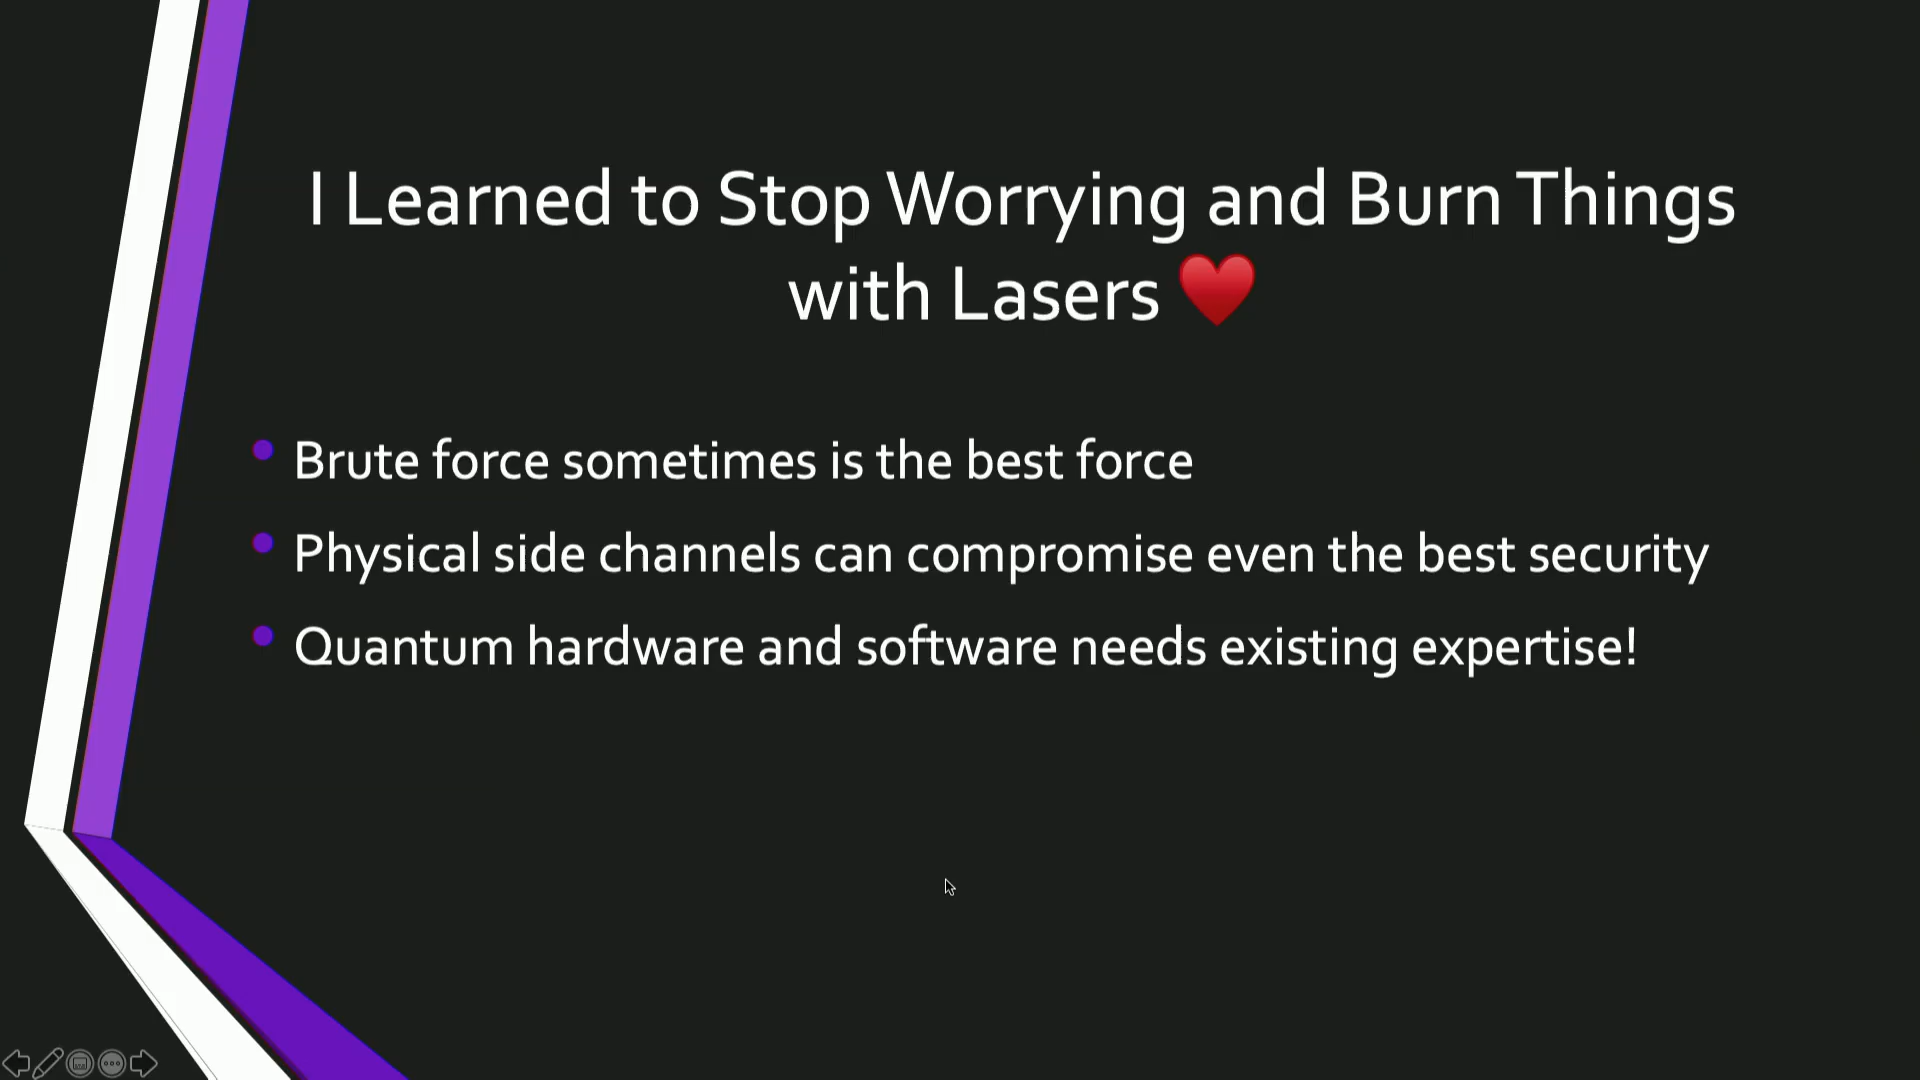 I Learned to Stop Worrying and Burn Things
with Lasers ♥
• Brute force sometimes is the best force
• Physical side channels can compromise even the best security
• Quantum hardware and software needs existing expertise!